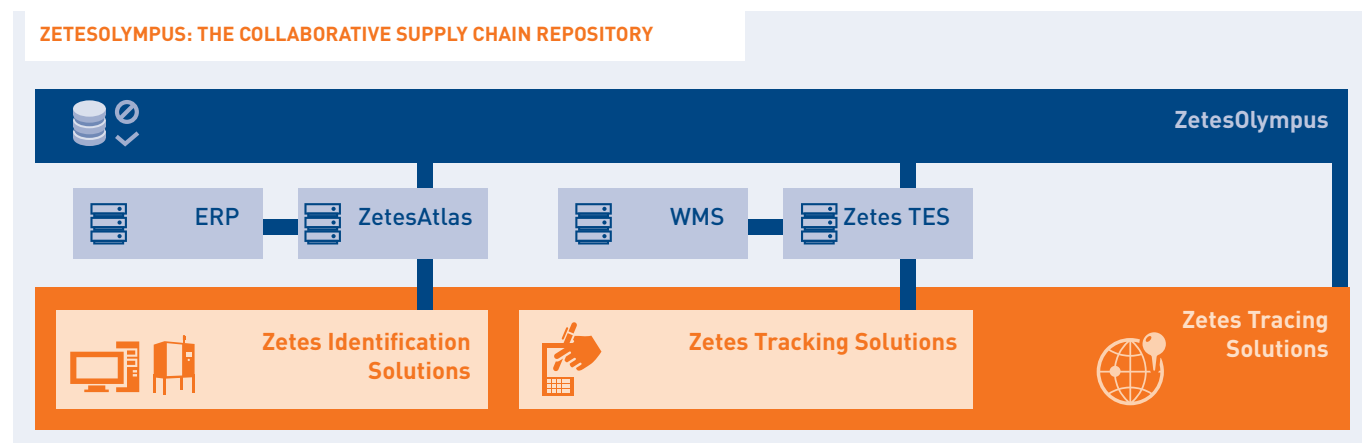 ZETESOLYMPUS: THE COLLABORATIVE SUPPLY CHAIN REPOSITORY
ZetesOlympus
ERP
ZetesAtlas
WMS
Zetes TES
Zetes Identification
Solutions
Zetes Tracking Solutions
Zetes Tracing
Solutions